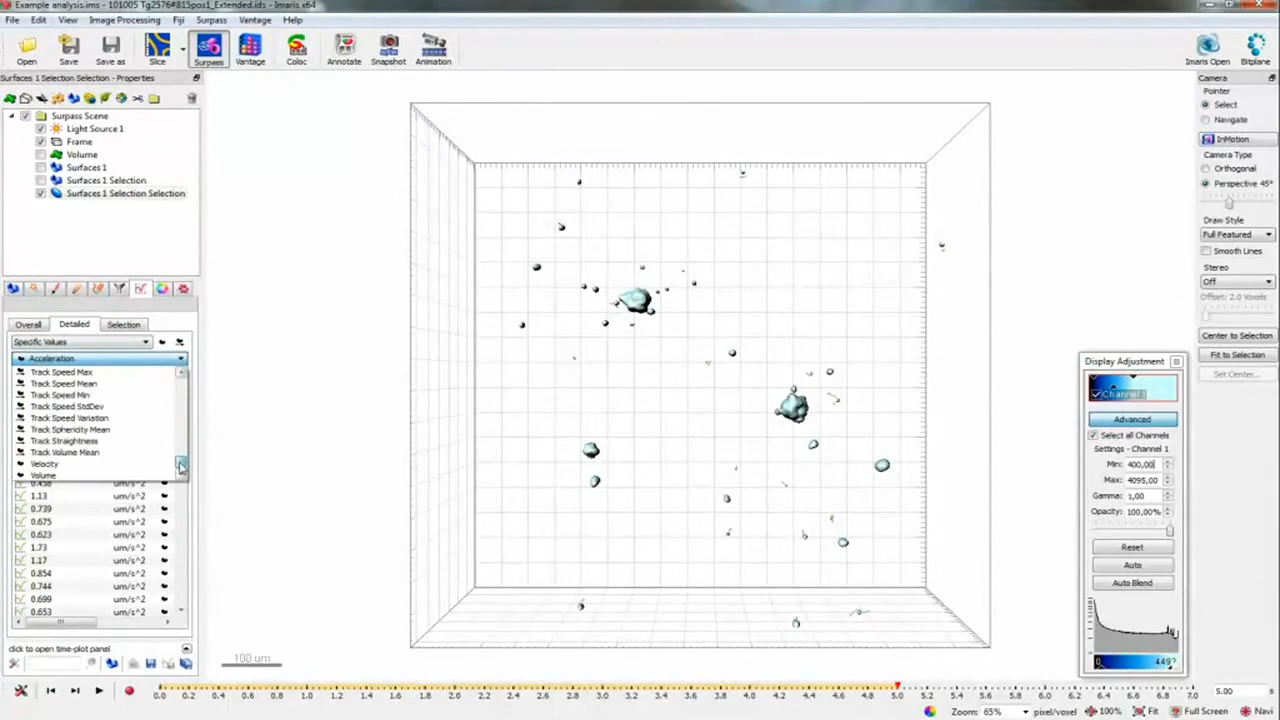 Example analysis.ims - 101005 Tg2576#815pos1_Extended.ids - Imaris x64
File Edit View Image Processing Fiji Surpass Vantage Help
Open Save Save as Slice Surpass Vantage Coloc Annotate Snapshot Animation Imaris Open Bitplane
Surfaces 1 Selection Selection - Properties
Surpass Scene
Light Source 1
Frame
Volume
Surfaces 1
Surfaces 1 Selection
Surfaces 1 Selection Selection
Overall Detailed Selection
Specific Values
Acceleration
Track Speed Max
Track Speed Mean
Track Speed Min
Track Speed StdDev
Track Speed Variation
Track Sphericity Mean
Track Straightness
Track Volume Mean
Velocity
Volume
0.438 um/s^2
1.13 um/s^2
0.739 um/s^2
0.675 um/s^2
0.623 um/s^2
1.73 um/s^2
1.17 um/s^2
0.854 um/s^2
0.744 um/s^2
0.699 um/s^2
0.653 um/s^2
click to open time-plot panel
100 um
Camera
Pointer
Select
Navigate
InMotion
Camera Type
Orthogonal
Perspective 45°
Draw Style
Full Featured
Smooth Lines
Stereo
Off
Offset: 2.0 Voxels
Center to Selection
Fit to Selection
Set Center...
Display Adjustment
Channel 1
Advanced
Select all Channels
Settings - Channel 1
Min: 400,00
Max: 4095,00
Gamma: 1,00
Opacity: 100,00%
Reset
Auto
Auto Blend
0 449
0.0 0.2 0.4 0.6 0.8 1.0 1.2 1.4 1.6 1.8 2.0 2.2 2.4 2.6 2.8 3.0 3.2 3.4 3.6 3.8 4.0 4.2 4.4 4.6 4.8 5.0 5.2 5.4 5.6 5.8 6.0 6.2 6.4 6.6 6.8 7.0 5.00
Zoom: 65% pixel/voxel 100% Fit Full Screen Navi